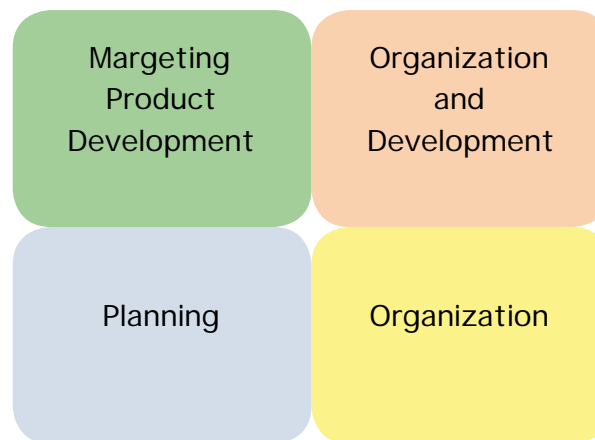 Margeting
Product
Development
Organization
and
Development
Planning
Organization